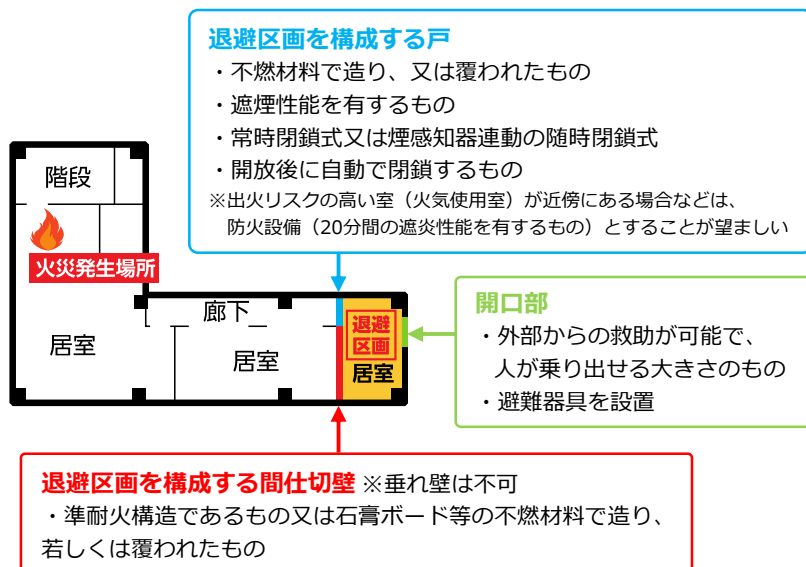 退避区画を構成する戸
・不燃材料で造り、又は覆われたもの
・遮煙性能を有するもの
・常時閉鎖式又は煙感知器連動の随時閉鎖式
・開放後に自動で閉鎖するもの
※出火リスクの高い室（火気使用室）が近傍にある場合などは、
防火設備（20分間の遮炎性能を有するもの）とすることが望ましい
階段
火災発生場所
居室
廊下
居室
退避
区画
居室
開口部
・外部からの救助が可能で、
人が乗り出せる大きさのもの
・避難器具を設置
退避区画を構成する間仕切壁 ※垂れ壁は不可
・準耐火構造であるもの又は石膏ボード等の不燃材料で造り、
若しくは覆われたもの